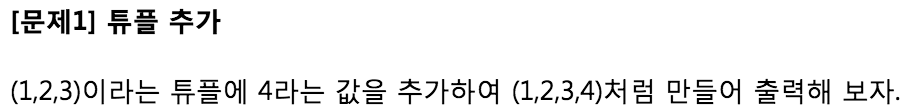 [문제1] 튜플 추가
(1,2,3)이라는 튜플에 4라는 값을 추가하여 (1,2,3,4)처럼 만들어 출력해 보자.